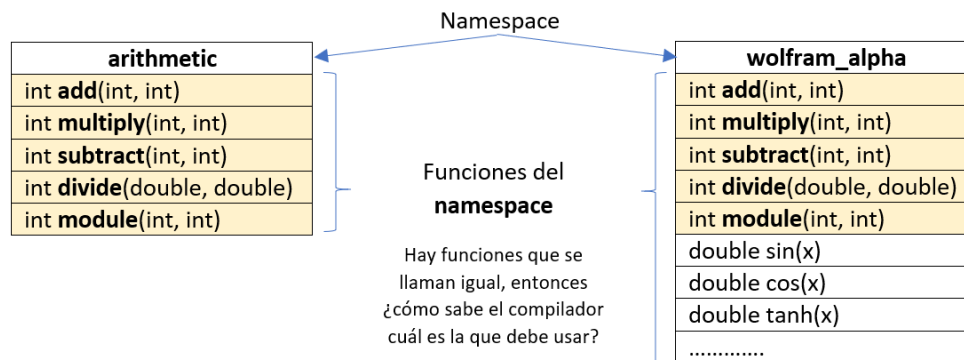 Namespace
arithmetic
int add(int, int)
int multiply(int, int)
int subtract(int, int)
int divide(double, double)
int module(int, int)
Funciones del
namespace
Hay funciones que se
llaman igual, entonces
¿cómo sabe el compilador
cuál es la que debe usar?
wolfram_alpha
int add(int, int)
int multiply(int, int)
int subtract(int, int)
int divide(double, double)
int module(int, int)
double sin(x)
double cos(x)
double tanh(x)
.............